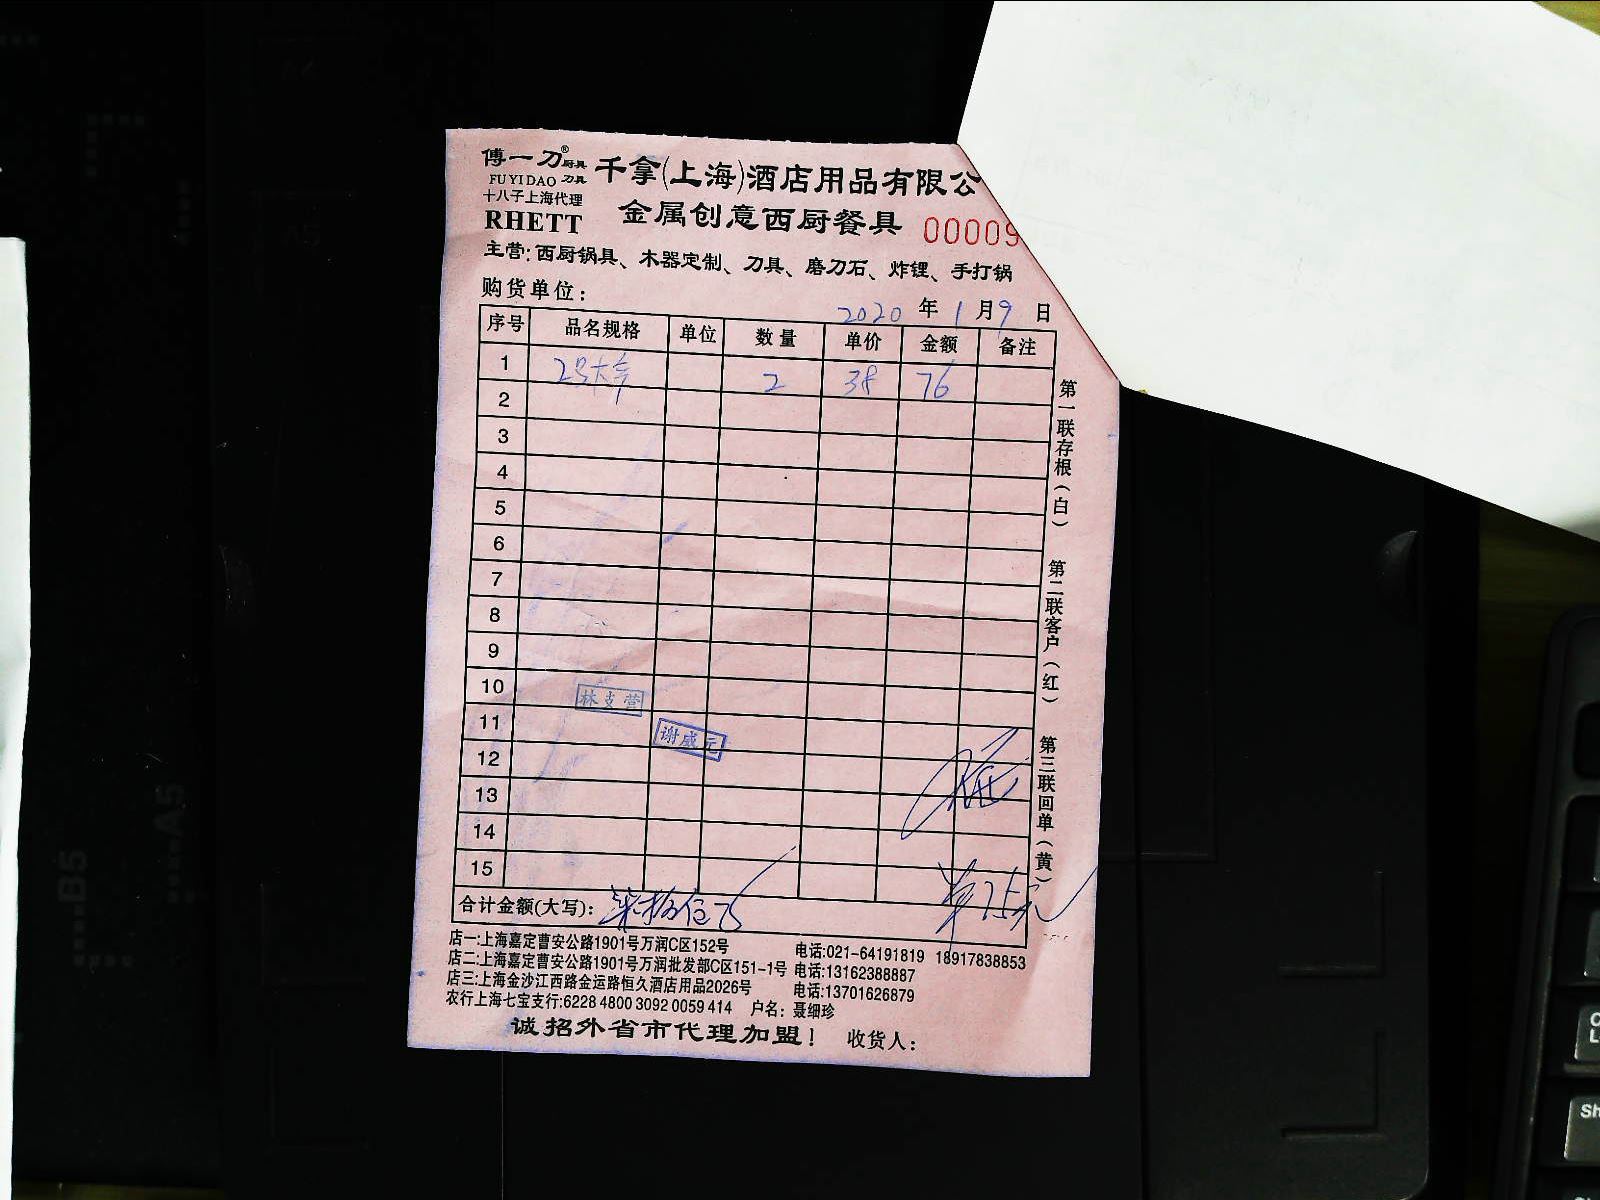 傅一刀®厨具 刀具
FU YI DAO
十八子上海代理
RHETT
千拿(上海)酒店用品有限公
金属创意西厨餐具
00009
主营:西厨锅具、木器定制、刀具、磨刀石、炸锂、手打锅
购货单位:
2020 年 1 月 9 日
序号 品名规格 单位 数量 单价 金额 备注
1 2号大 2 38 76
2
3
4
5
6
7
8
9
10
林支营
11
谢威元
12
13
14
15
合计金额(大写):
店一:上海嘉定曹安公路1901号万润C区152号 电话:021-64191819 18917838853
店二:上海嘉定曹安公路1901号万润批发部C区151-1号 电话:13162388887
店三:上海金沙江西路金运路恒久酒店用品2026号 电话:13701626879
农行上海七宝支行:6228 4800 3092 0059 414 户名: 聂细珍
诚招外省市代理加盟! 收货人:
第一联存根(白)
第二联客户(红)
第三联回单(黄)
A5
B5